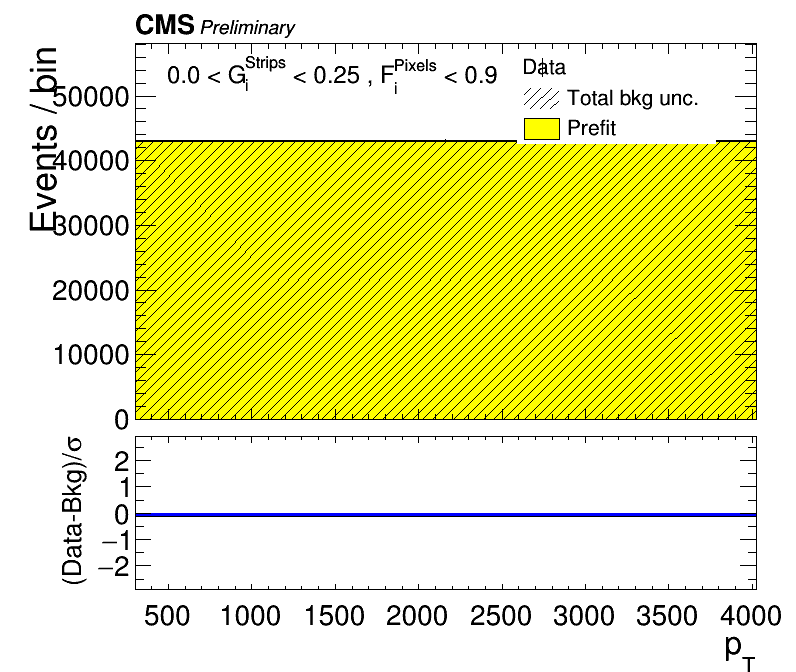 CMS Preliminary
0.0 < G_i^Strips < 0.25 , F_i^Pixels < 0.9
Data
Total bkg unc.
Prefit
Events / bin
50000
40000
30000
20000
10000
0
(Data-Bkg)/σ
2
1
0
−1
−2
500 1000 1500 2000 2500 3000 3500 4000
p_T